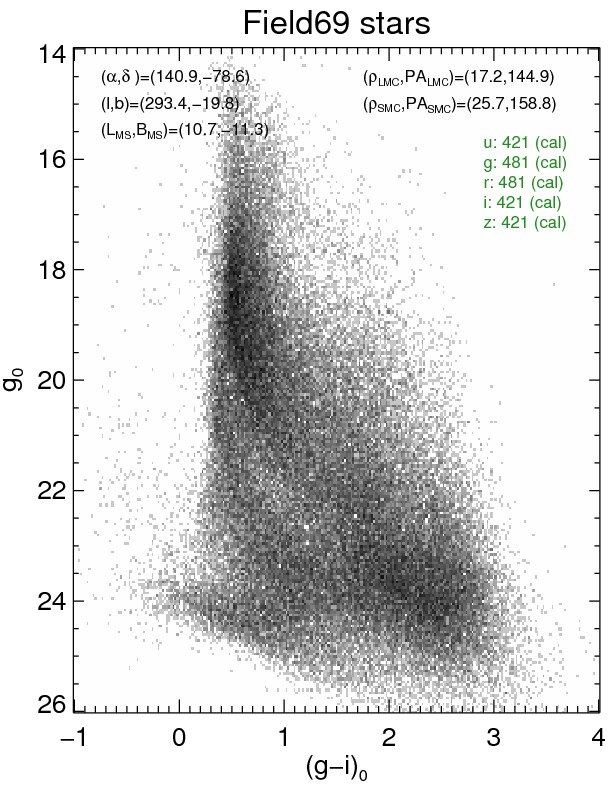 Field69 stars
(α,δ )=(140.9,−78.6)
(ρLMC,PALMC)=(17.2,144.9)
(l,b)=(293.4,−19.8)
(ρSMC,PASMC)=(25.7,158.8)
(LMS,BMS)=(10.7,−11.3)
u: 421 (cal)
g: 481 (cal)
r: 481 (cal)
i: 421 (cal)
z: 421 (cal)
14
16
18
20
22
24
26
g0
−1 0 1 2 3 4
(g−i)0